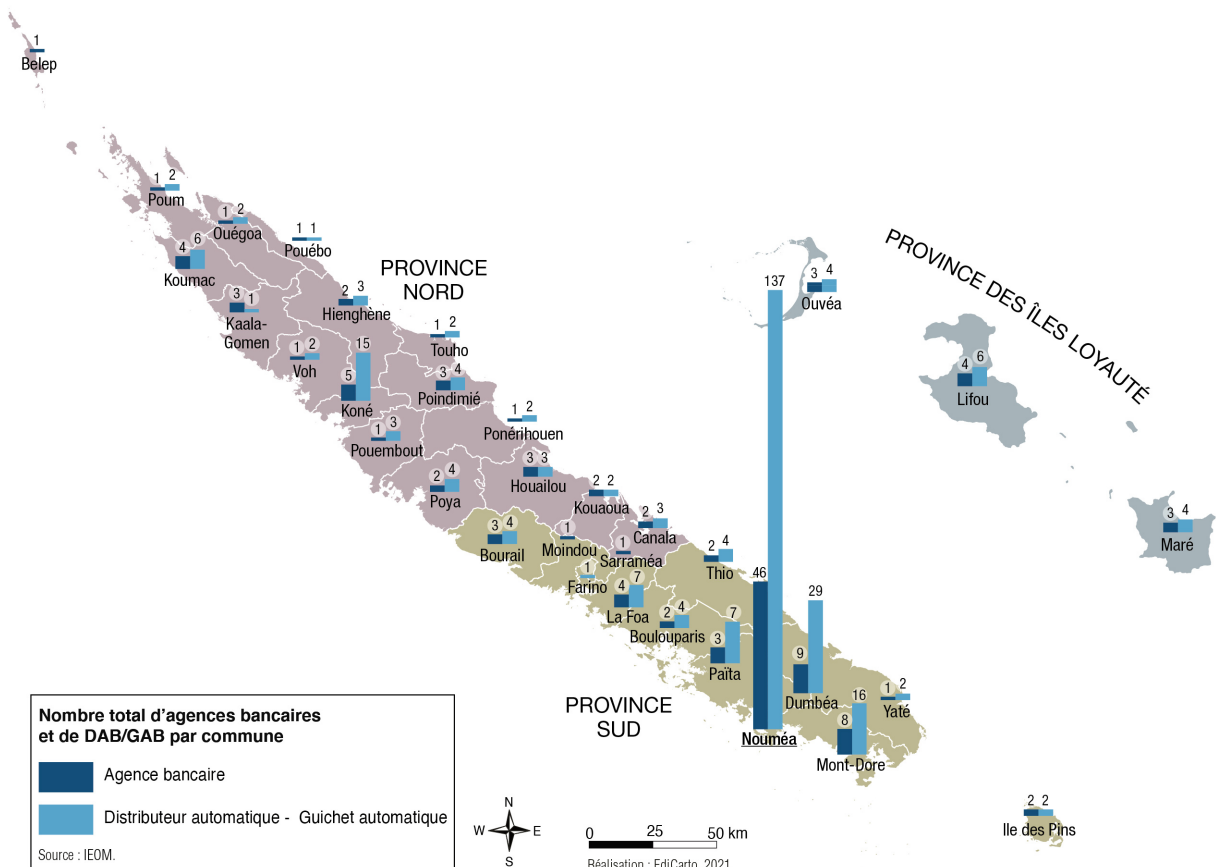 1
Belep
1 2
Poum
1 2
Ouégoa
1 1
Pouébo
4 6
Koumac
PROVINCE
NORD
PROVINCE DES ÎLES LOYAUTÉ
137
3 4
Ouvéa
3 1
Kaala-
Gomen
2 3
Hienghène
1 2
Touho
1 2
Voh
5 15
Koné
3 4
Poindimié
4 6
Lifou
1 3
Pouembout
1 2
Ponérihouen
2 4
Poya
3 3
Houaïlou
2 2
Kouaoua
2 3
Canala
3 4
Maré
3 4
Bourail
1
Moindou
1
Sarraméa
2 4
Thio
1
Farino
4 7
La Foa
2 4
Boulouparis
3 7
Païta
46
Nouméa
9 29
Dumbéa
8 16
Mont-Dore
1 2
Yaté
PROVINCE
SUD
2 2
Ile des Pins
Nombre total d'agences bancaires
et de DAB/GAB par commune
Agence bancaire
Distributeur automatique - Guichet automatique
Source : IEOM.
N
W E
S
0 25 50 km
Réalisation : EdiCarto, 2021